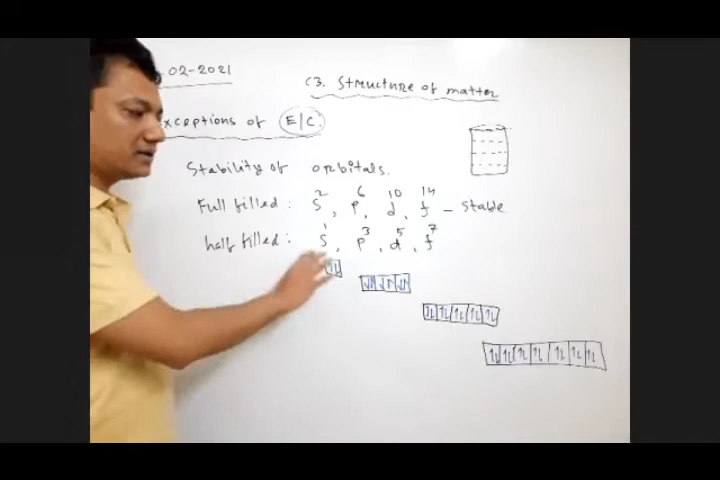 02-2021
C3. Structure of matter
xceptions of E/C.
Stability of orbitals.
Full filled : s², p⁶, d¹⁰, f¹⁴ – stable
half filled : s¹, p³, d⁵, f⁷
↑↓
↓↑ ↓↑ ↓↑
↑↓ ↑↓ ↑↓ ↑↓ ↑↓
↑↓ ↑↓ ↑↓ ↑↓ ↑↓ ↑↓ ↑↓